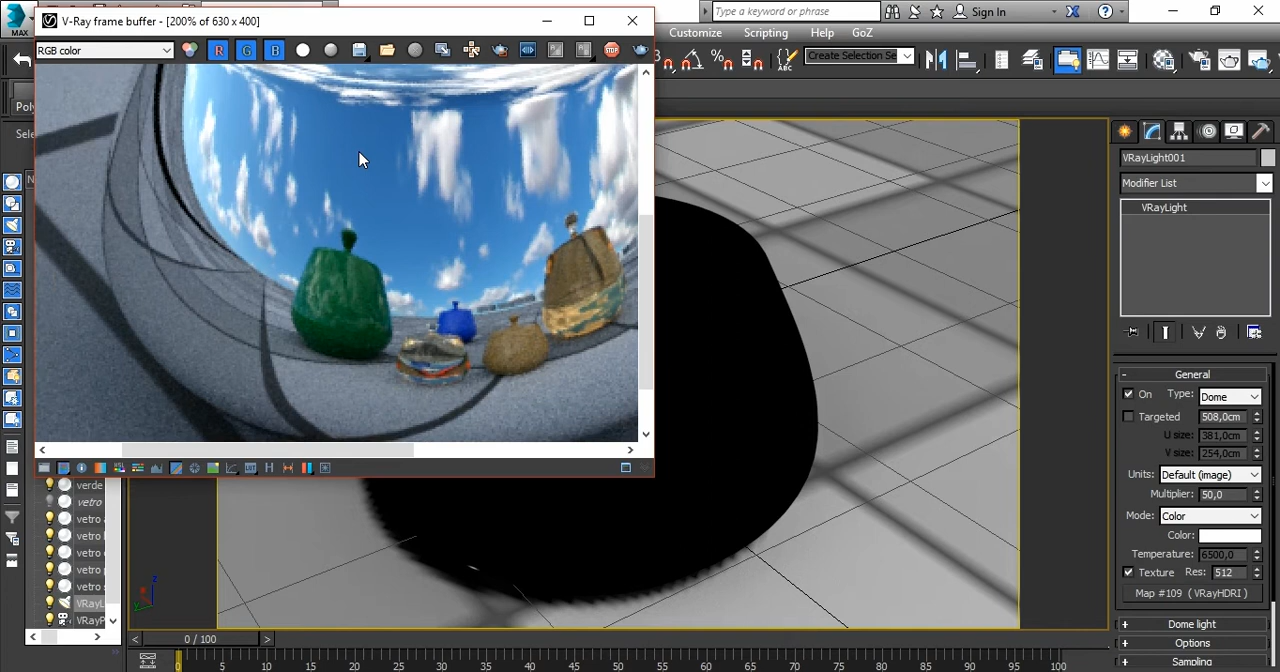 V-Ray frame buffer - [200% of 630 x 400]
Type a keyword or phrase
Sign In
MAX
Customize
Scripting
Help
GoZ
RGB color
R
G
B
STOP
Create Selection Se
Poly
Sele
N
VRayLight001
Modifier List
VRayLight
General
On
Type:
Dome
Targeted
508,0cm
U size:
381,0cm
V size:
254,0cm
Units:
Default (image)
Multiplier:
50,0
Mode:
Color
Color:
Temperature:
6500,0
Texture
Res:
512
Map #109 ( VRayHDRI )
Dome light
Options
Sampling
H
verde
vetro
vetro a
vetro
vetro
vetro p
vetro s
VRayL
VRayP
z
x
y
0 / 100
0 5 10 15 20 25 30 35 40 45 50 55 60 65 70 75 80 85 90 95 100